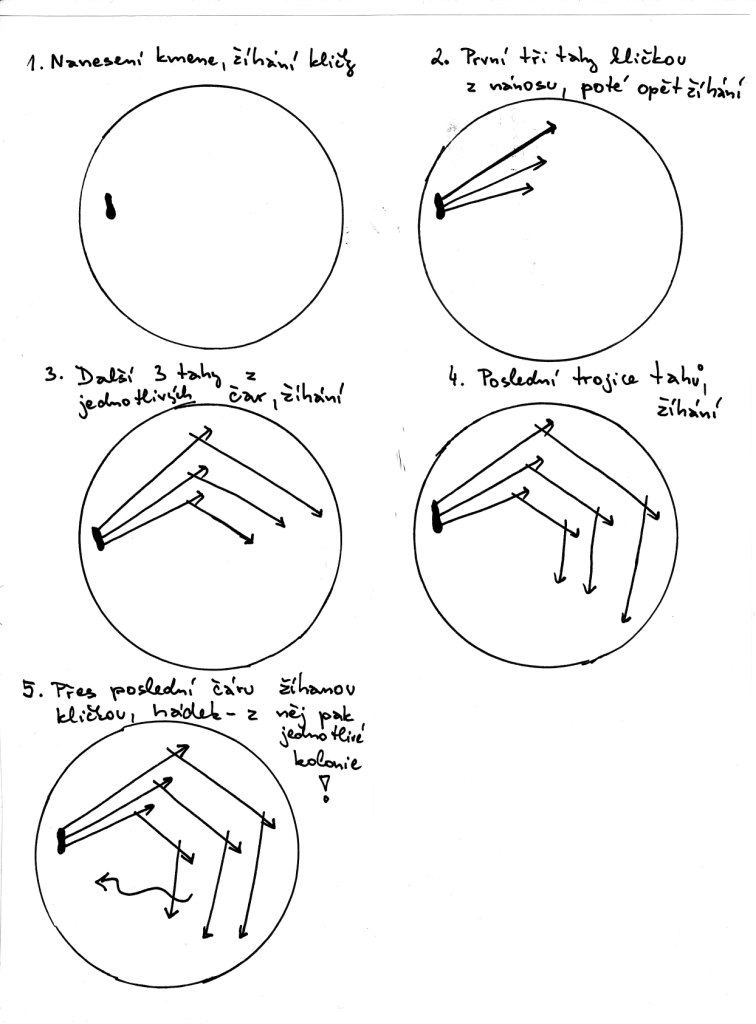 1. Nanesení kmene, žíhání kličky
2. První tři tahy kličkou
z nánosu, poté opět žíhání
3. Další 3 tahy z
jednotlivých čar, žíhání
4. Poslední trojice tahů,
žíhání
5. Přes poslední čáru žíhanou
kličkou, hádek - z něj pak
jednotlivé
kolonie
!